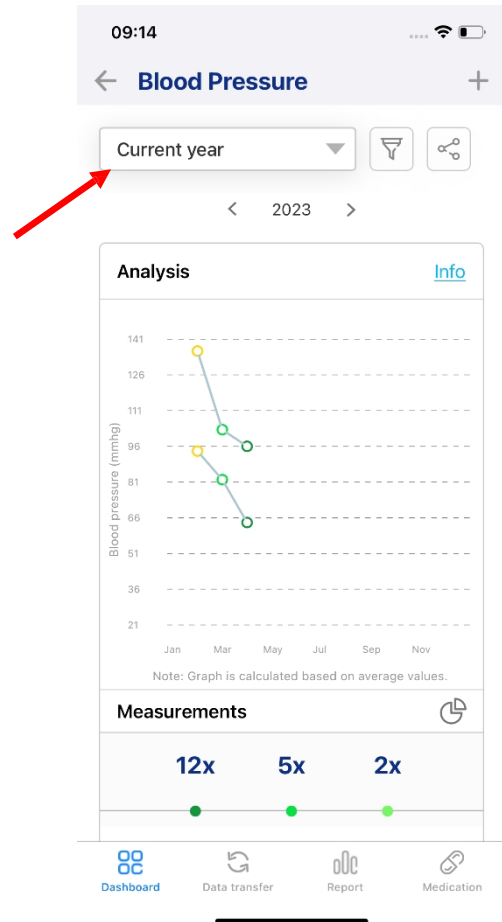 09:14
Blood Pressure
Current year
2023
Analysis Info
141
126
111
96
81
66
51
36
21
Blood pressure (mmhg)
Jan Mar May Jul Sep Nov
Note: Graph is calculated based on average values.
Measurements
12x 5x 2x
Dashboard Data transfer Report Medication